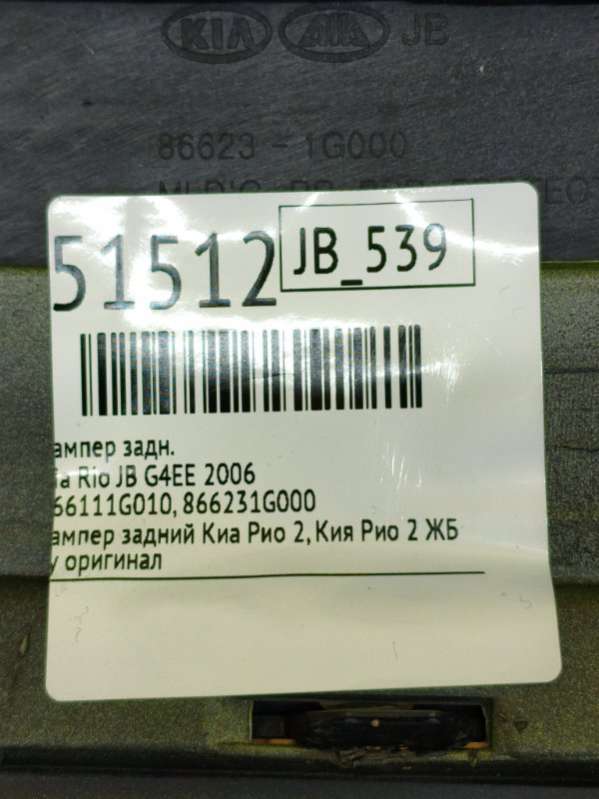 KIA KIA JB
86623-1G000
51512 JB_539
ампер задн.
ia Rio JB G4EE 2006
66111G010, 866231G000
ампер задний Киа Рио 2, Кия Рио 2 ЖБ
у оригинал